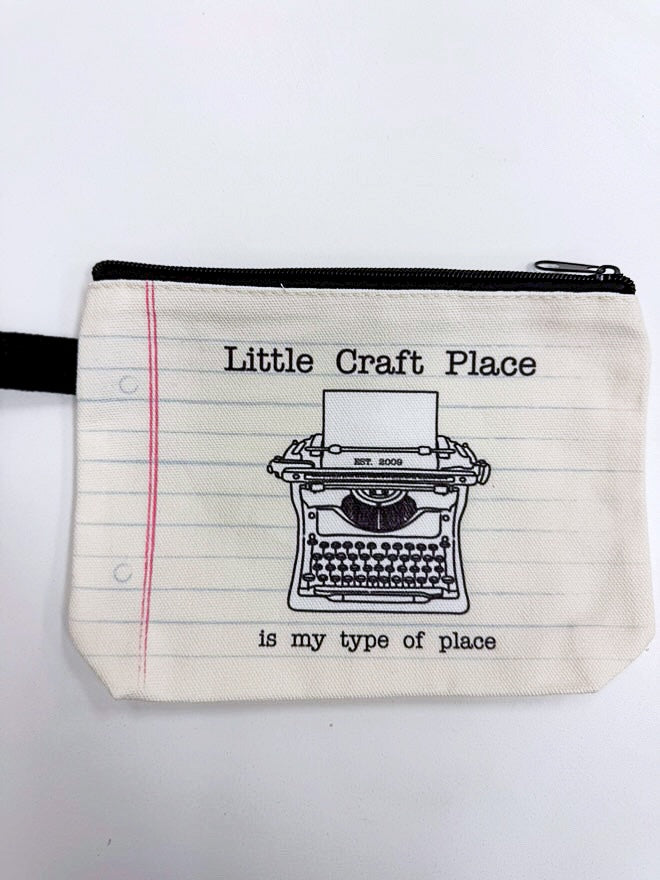 Little Craft Place
EST. 2009
is my type of place